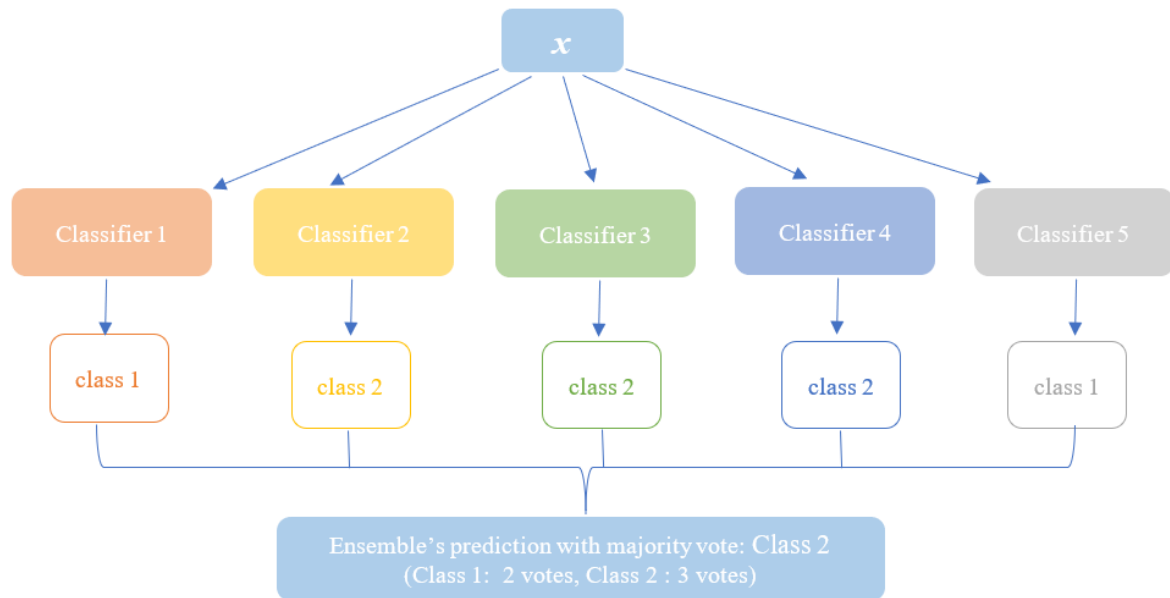 x
Classifier 1
Classifier 2
Classifier 3
Classifier 4
Classifier 5
class 1
class 2
class 2
class 2
class 1
Ensemble’s prediction with majority vote: Class 2
(Class 1:  2 votes, Class 2 : 3 votes)